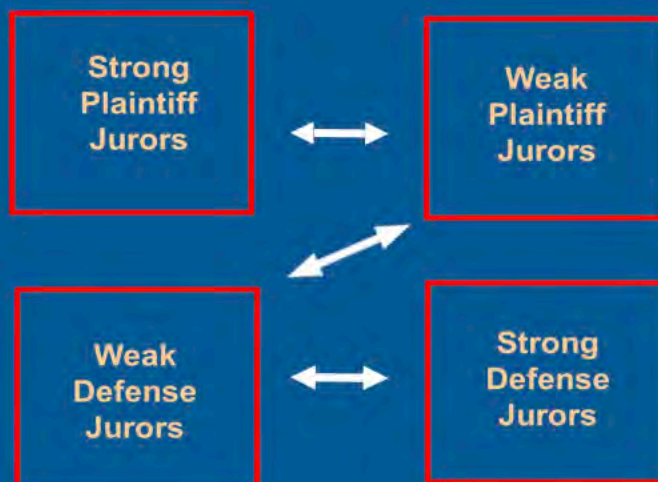 Strong
Plaintiff
Jurors
Weak
Plaintiff
Jurors
Weak
Defense
Jurors
Strong
Defense
Jurors